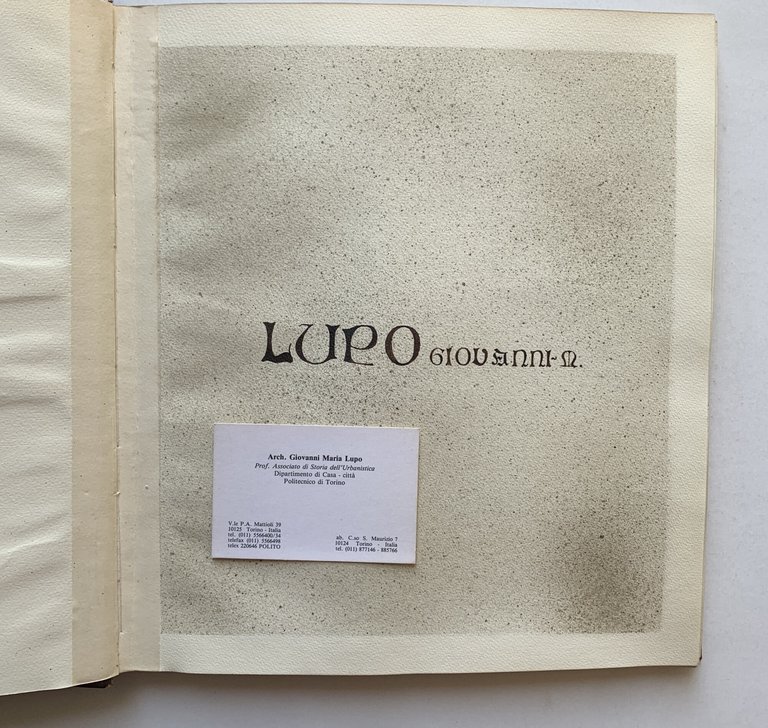 LUPO GIOVANNI-M.
Arch. Giovanni Maria Lupo
Prof. Associato di Storia dell'Urbanistica
Dipartimento di Casa - città
Politecnico di Torino
V.le P.A. Mattioli 39
10125 Torino - Italia
tel. (011) 5566400/34
telefax (011) 5566498
telex 220646 POLITO
ab. C.so S. Maurizio 7
10124 Torino - Italia
tel. (011) 877146 - 885766